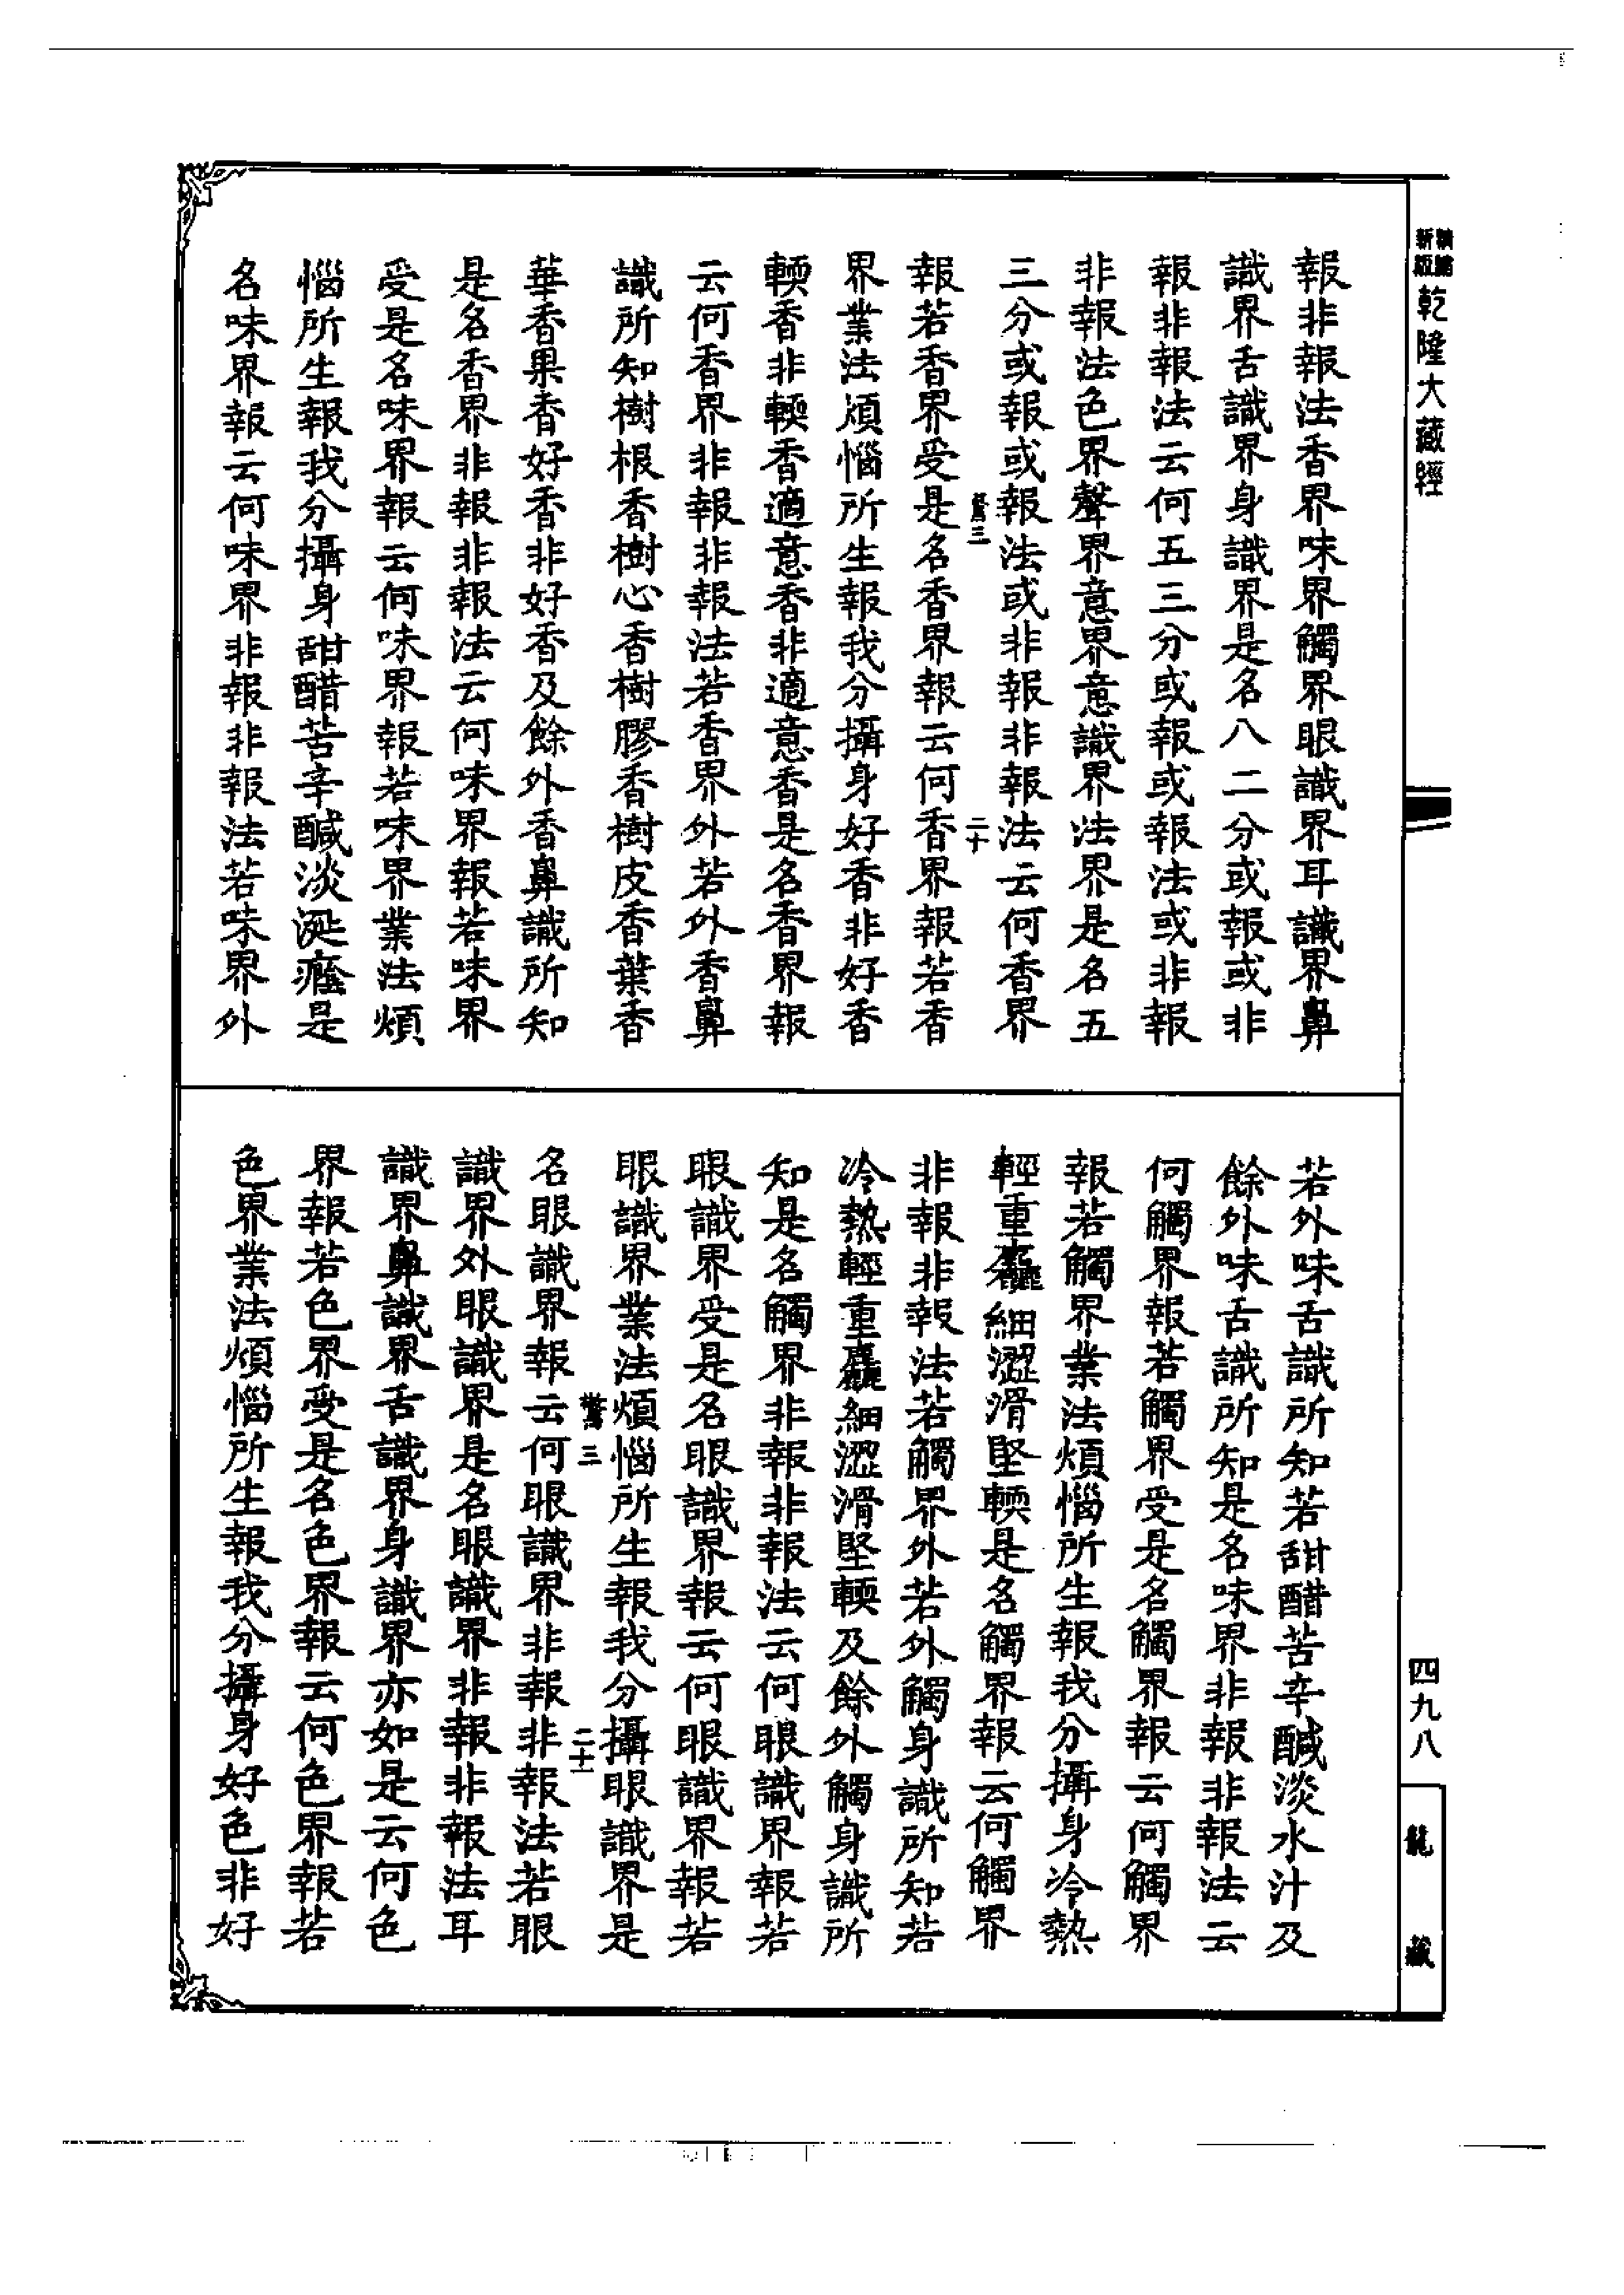 精縮
新版
乾隆大藏經
報非報法香界味界觸界眼識界耳識界鼻
識界舌識界身識界是名八二分或報或非
報非報法云何五三分或報或報法或非報
非報法色界聲界意界意識界法界是名五
三分或報或報法或非報非報法云何香界
驚三
二十
報若香界受是名香界報云何香界報若香
界業法煩惱所生報我分攝身好香非好香
輭香非輭香適意香非適意香是名香界報
云何香界非報非報法若香界外若外香鼻
識所知樹根香樹心香樹膠香樹皮香葉香
華香果香好香非好香及餘外香鼻識所知
是名香界非報非報法云何味界報若味界
受是名味界報云何味界報若味界業法煩
惱所生報我分攝身甜醋苦辛鹹淡涎癊是
名味界報云何味界非報非報法若味界外
若外味舌識所知若甜醋苦辛鹹淡水汁及
餘外味舌識所知是名味界非報非報法云
何觸界報若觸界受是名觸界報云何觸界
報若觸界業法煩惱所生報我分攝身冷熱
輕重麤細澀滑堅輭是名觸界報云何觸界
非報非報法若觸界外若外觸身識所知若
冷熱輕重麤細澀滑堅輭及餘外觸身識所
知是名觸界非報非報法云何眼識界報若
眼識界受是名眼識界報云何眼識界報若
眼識界業法煩惱所生報我分攝眼識界是
驚三
二十一
名眼識界報云何眼識界非報非報法若眼
識界外眼識界是名眼識界非報非報法耳
識界鼻識界舌識界身識界亦如是云何色
界報若色界受是名色界報云何色界報若
色界業法煩惱所生報我分攝身好色非好
四九八
龍藏